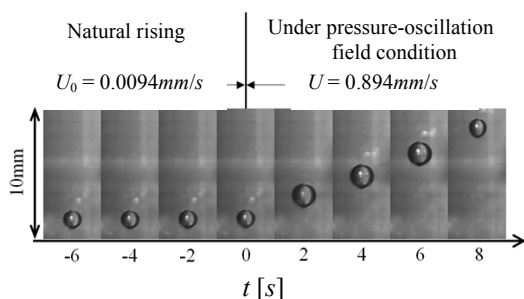 Natural rising
Under pressure-oscillation
field condition
U₀ = 0.0094mm/s
U = 0.894mm/s
10mm
-6 -4 -2 0 2 4 6 8
t [s]